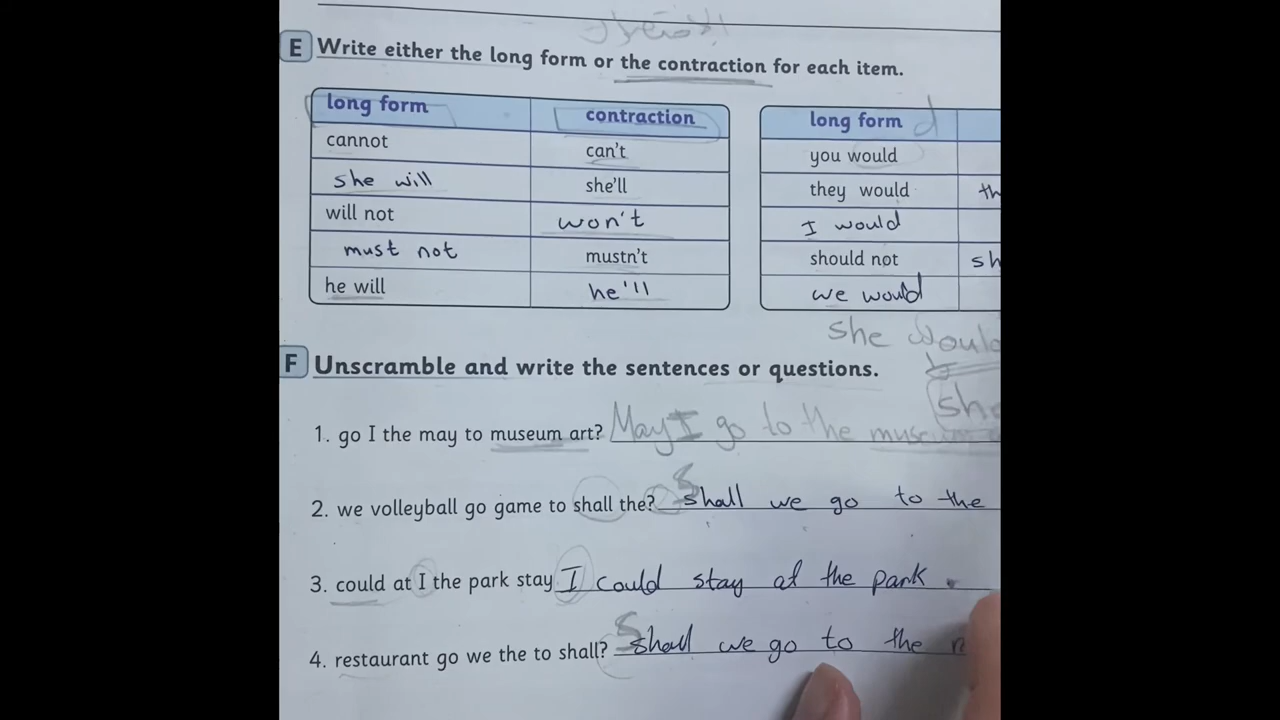 E Write either the long form or the contraction for each item.
long form contraction long form
cannot can't you would
she will she'll they would th
will not won't I would
must not mustn't should not sh
he will he'll we would
she would
sh
F Unscramble and write the sentences or questions.
1. go I the may to museum art? May I go to the museum
2. we volleyball go game to shall the? Shall we go to the
3. could at I the park stay I could stay at the park.
4. restaurant go we the to shall? Shall we go to the r